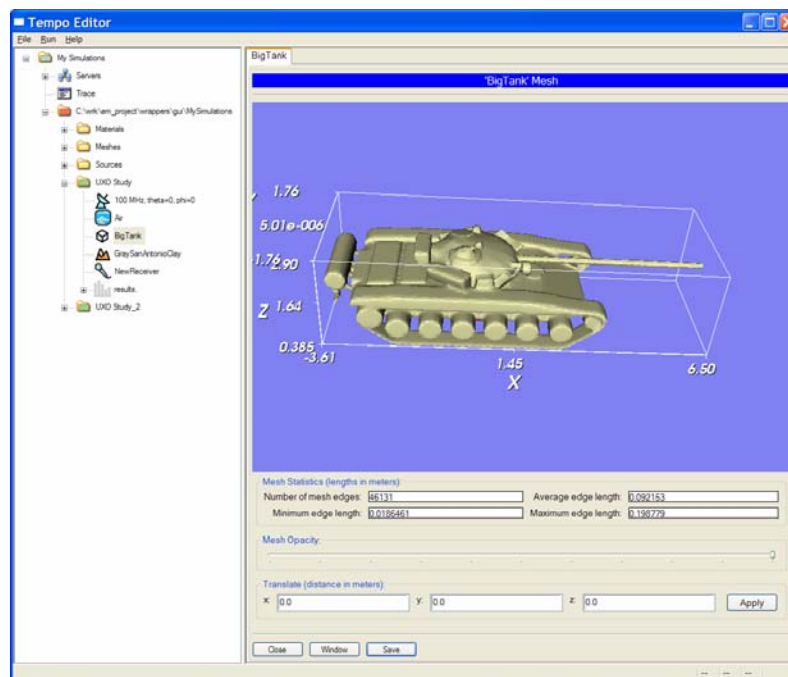 Tempo Editor
File Run Help
My Simulations
Servers
Trace
C:\wrk\em_project\wrappers\gui\MySimulations
Materials
Meshes
Sources
UXO Study
100 MHz, theta=0, phi=0
Air
BigTank
GraySanAntonioClay
NewReceiver
results.
UXO Study_2
BigTank
'BigTank' Mesh
1.76
5.01e-006
-1.76
2.90
Z 1.64
0.385
-3.61
1.45
6.50
X
Mesh Statistics (lengths in meters):
Number of mesh edges: 46131 Average edge length: 0.092153
Minimum edge length: 0.0186461 Maximum edge length: 0.198779
Mesh Opacity:
Translate (distance in meters):
x: 0.0 y: 0.0 z: 0.0 Apply
Close Window Save